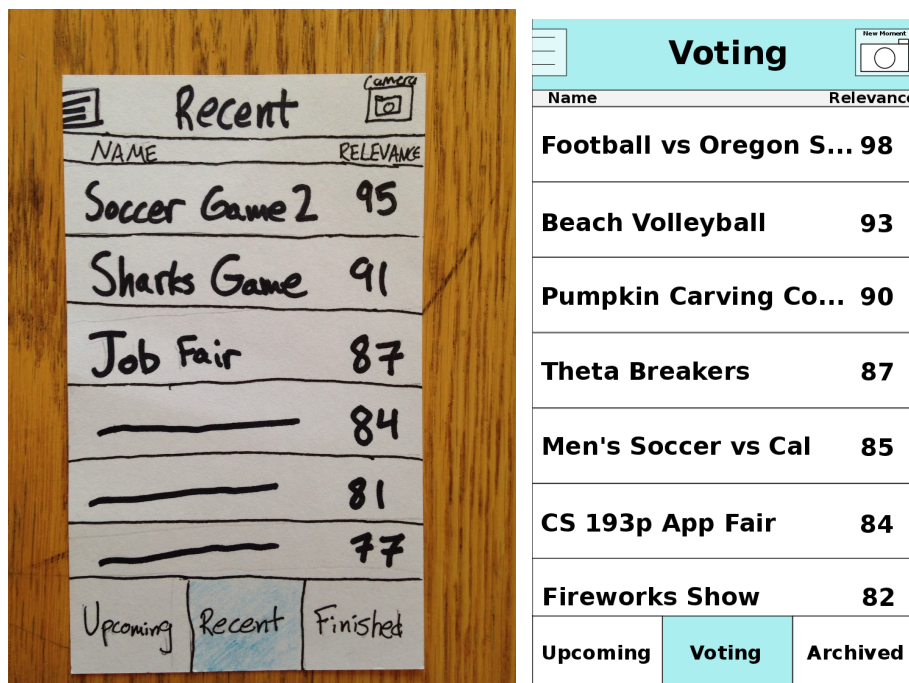 Camera
Recent
NAME RELEVANCE
Soccer Game 2 95
Sharks Game 91
Job Fair 87
84
81
77
Upcoming Recent Finished
New Moment
Voting
Name Relevance
Football vs Oregon S... 98
Beach Volleyball 93
Pumpkin Carving Co... 90
Theta Breakers 87
Men's Soccer vs Cal 85
CS 193p App Fair 84
Fireworks Show 82
Upcoming Voting Archived